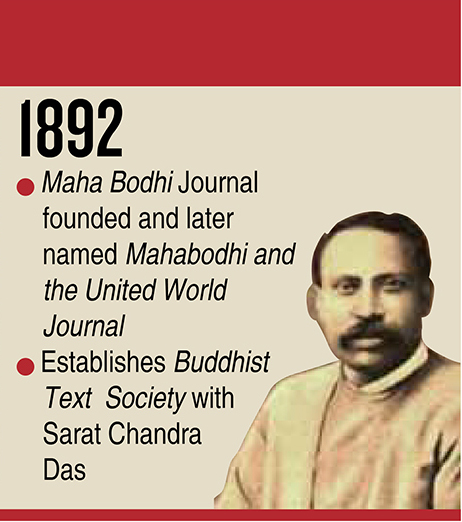 1892
● Maha Bodhi Journal
founded and later
named Mahabodhi and
the United World
Journal
● Establishes Buddhist
Text Society with
Sarat Chandra
Das